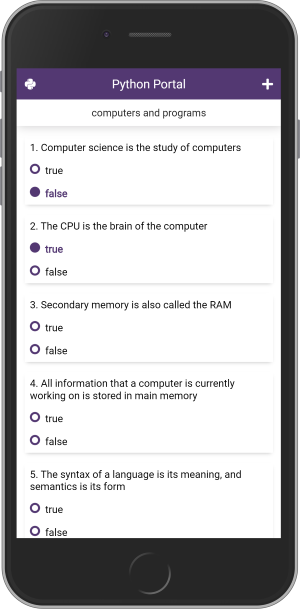 Python Portal
computers and programs
1. Computer science is the study of computers
true
false
2. The CPU is the brain of the computer
true
false
3. Secondary memory is also called the RAM
true
false
4. All information that a computer is currently
working on is stored in main memory
true
false
5. The syntax of a language is its meaning, and
semantics is its form
true
false